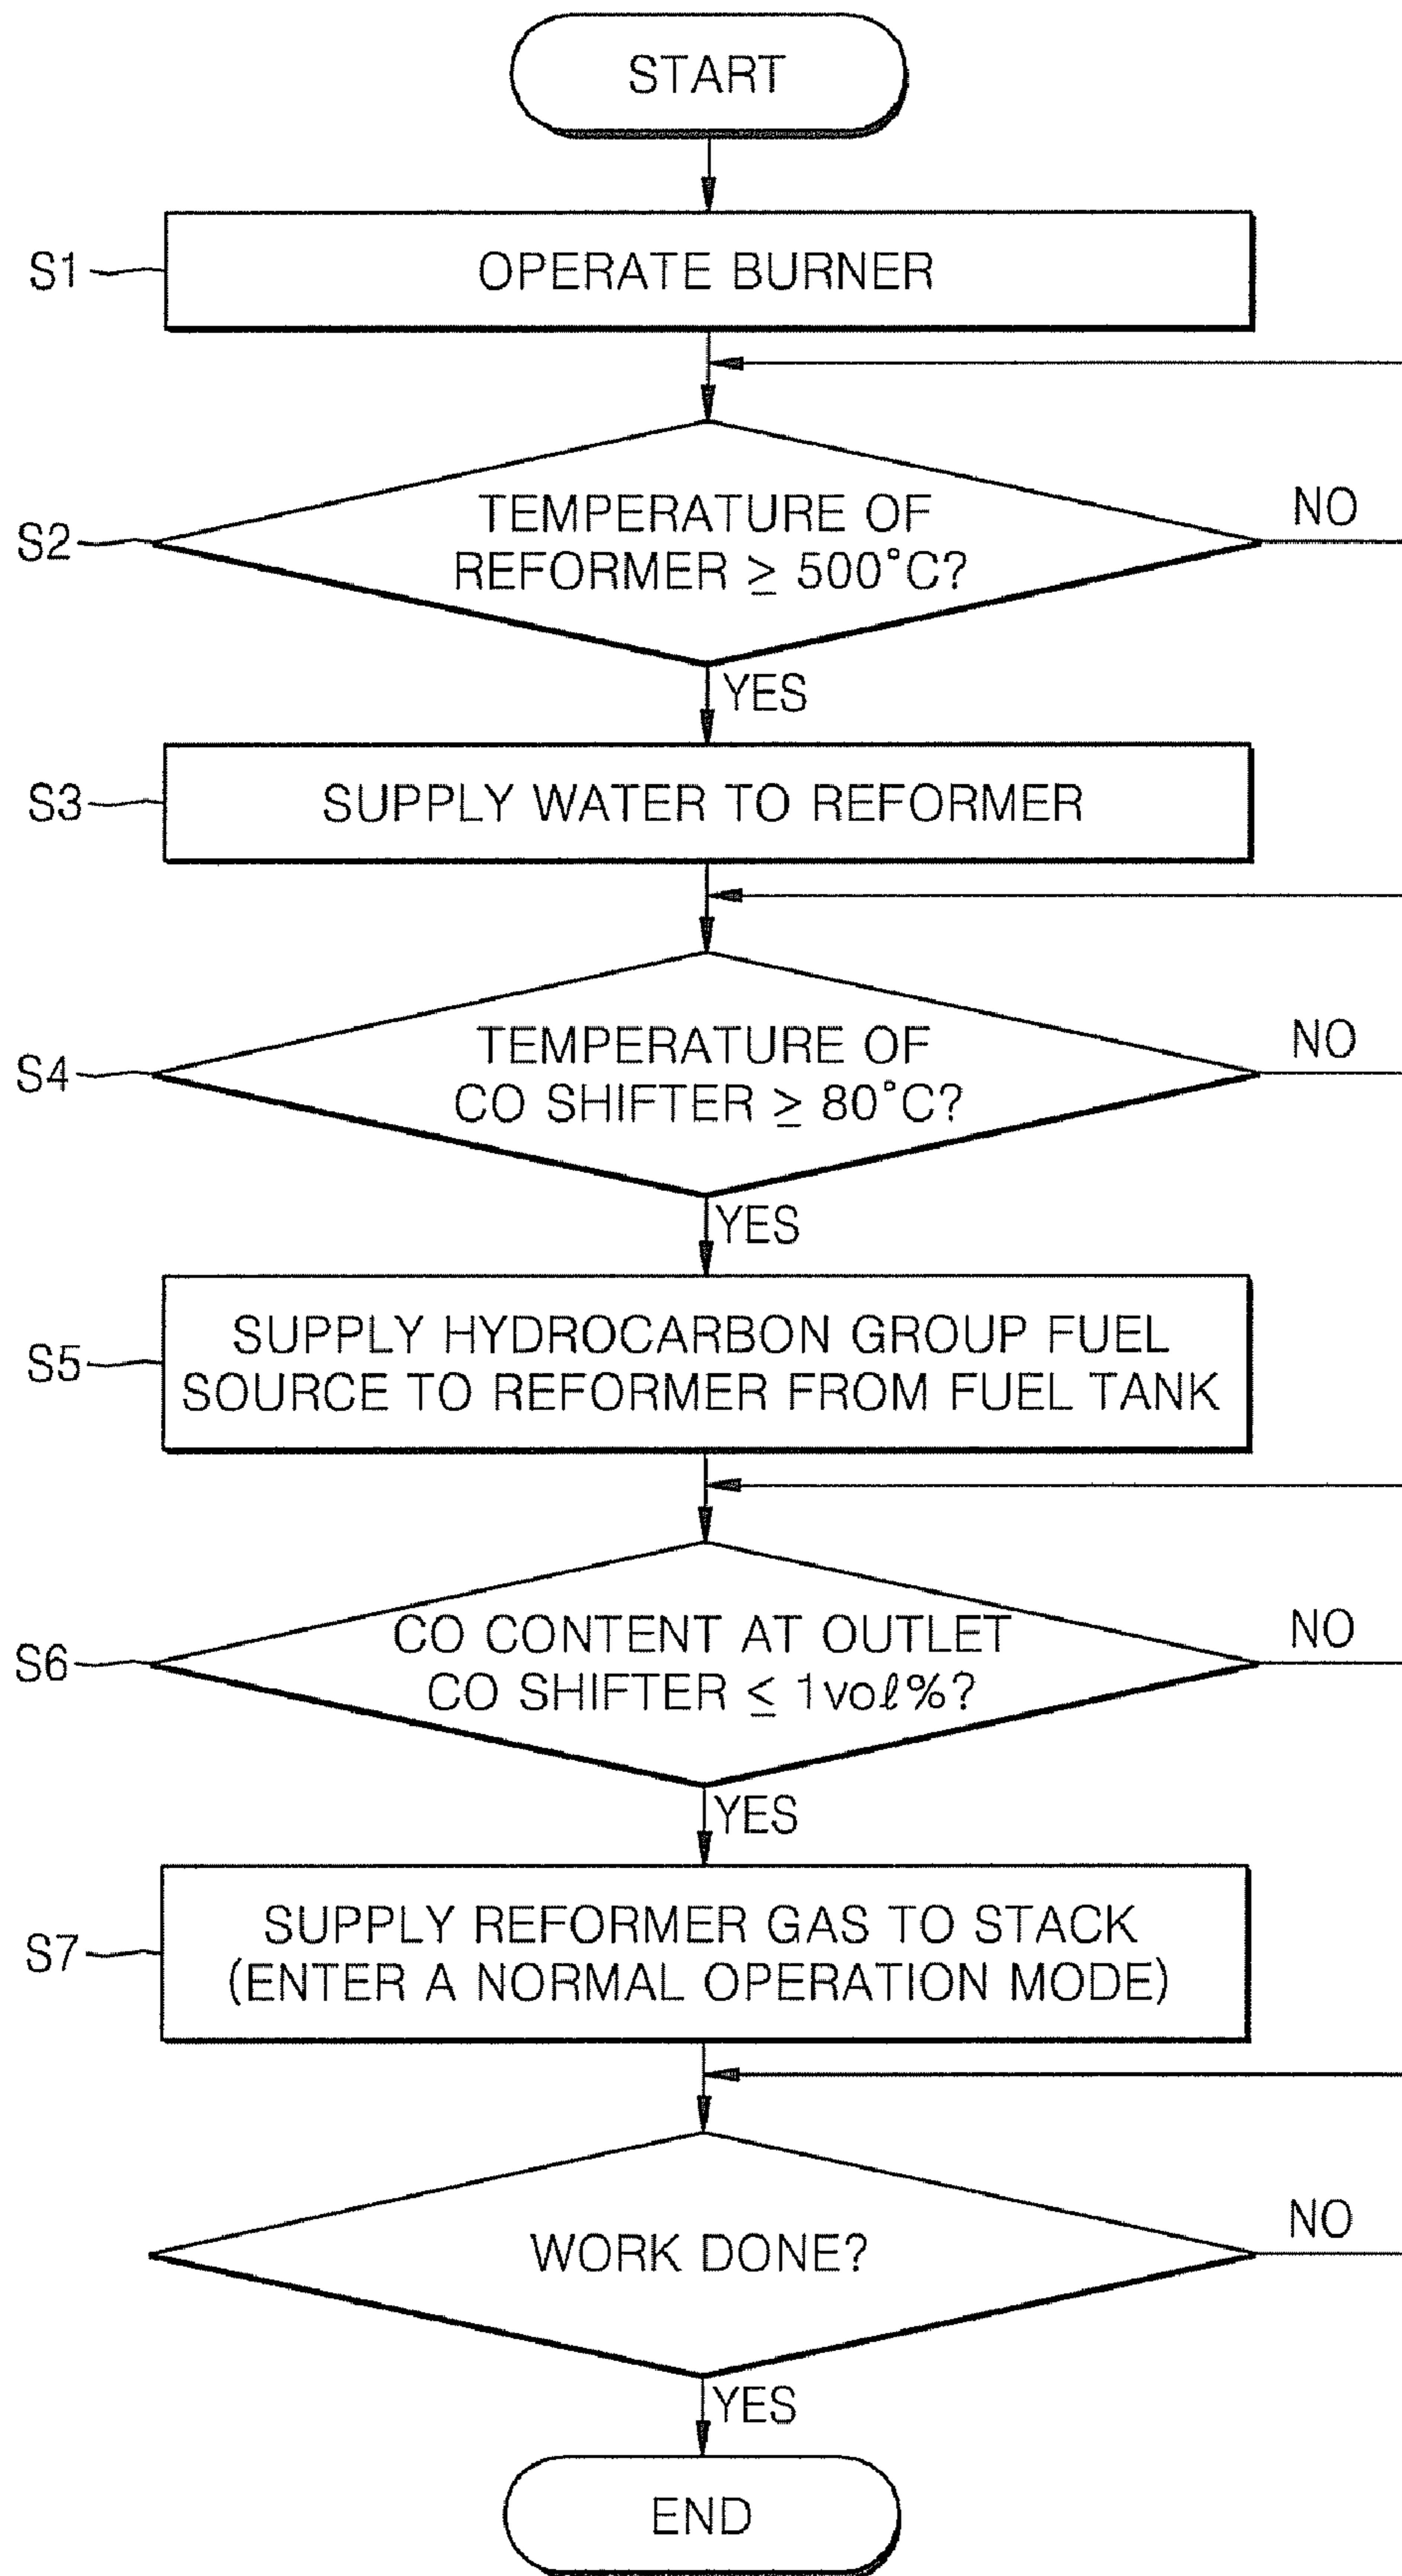 START
S1
OPERATE BURNER
S2
TEMPERATURE OF
REFORMER ≥ 500°C?
NO
YES
S3
SUPPLY WATER TO REFORMER
S4
TEMPERATURE OF
CO SHIFTER ≥ 80°C?
NO
YES
S5
SUPPLY HYDROCARBON GROUP FUEL
SOURCE TO REFORMER FROM FUEL TANK
S6
CO CONTENT AT OUTLET
CO SHIFTER ≤ 1voℓ%?
NO
YES
S7
SUPPLY REFORMER GAS TO STACK
(ENTER A NORMAL OPERATION MODE)
WORK DONE?
NO
YES
END